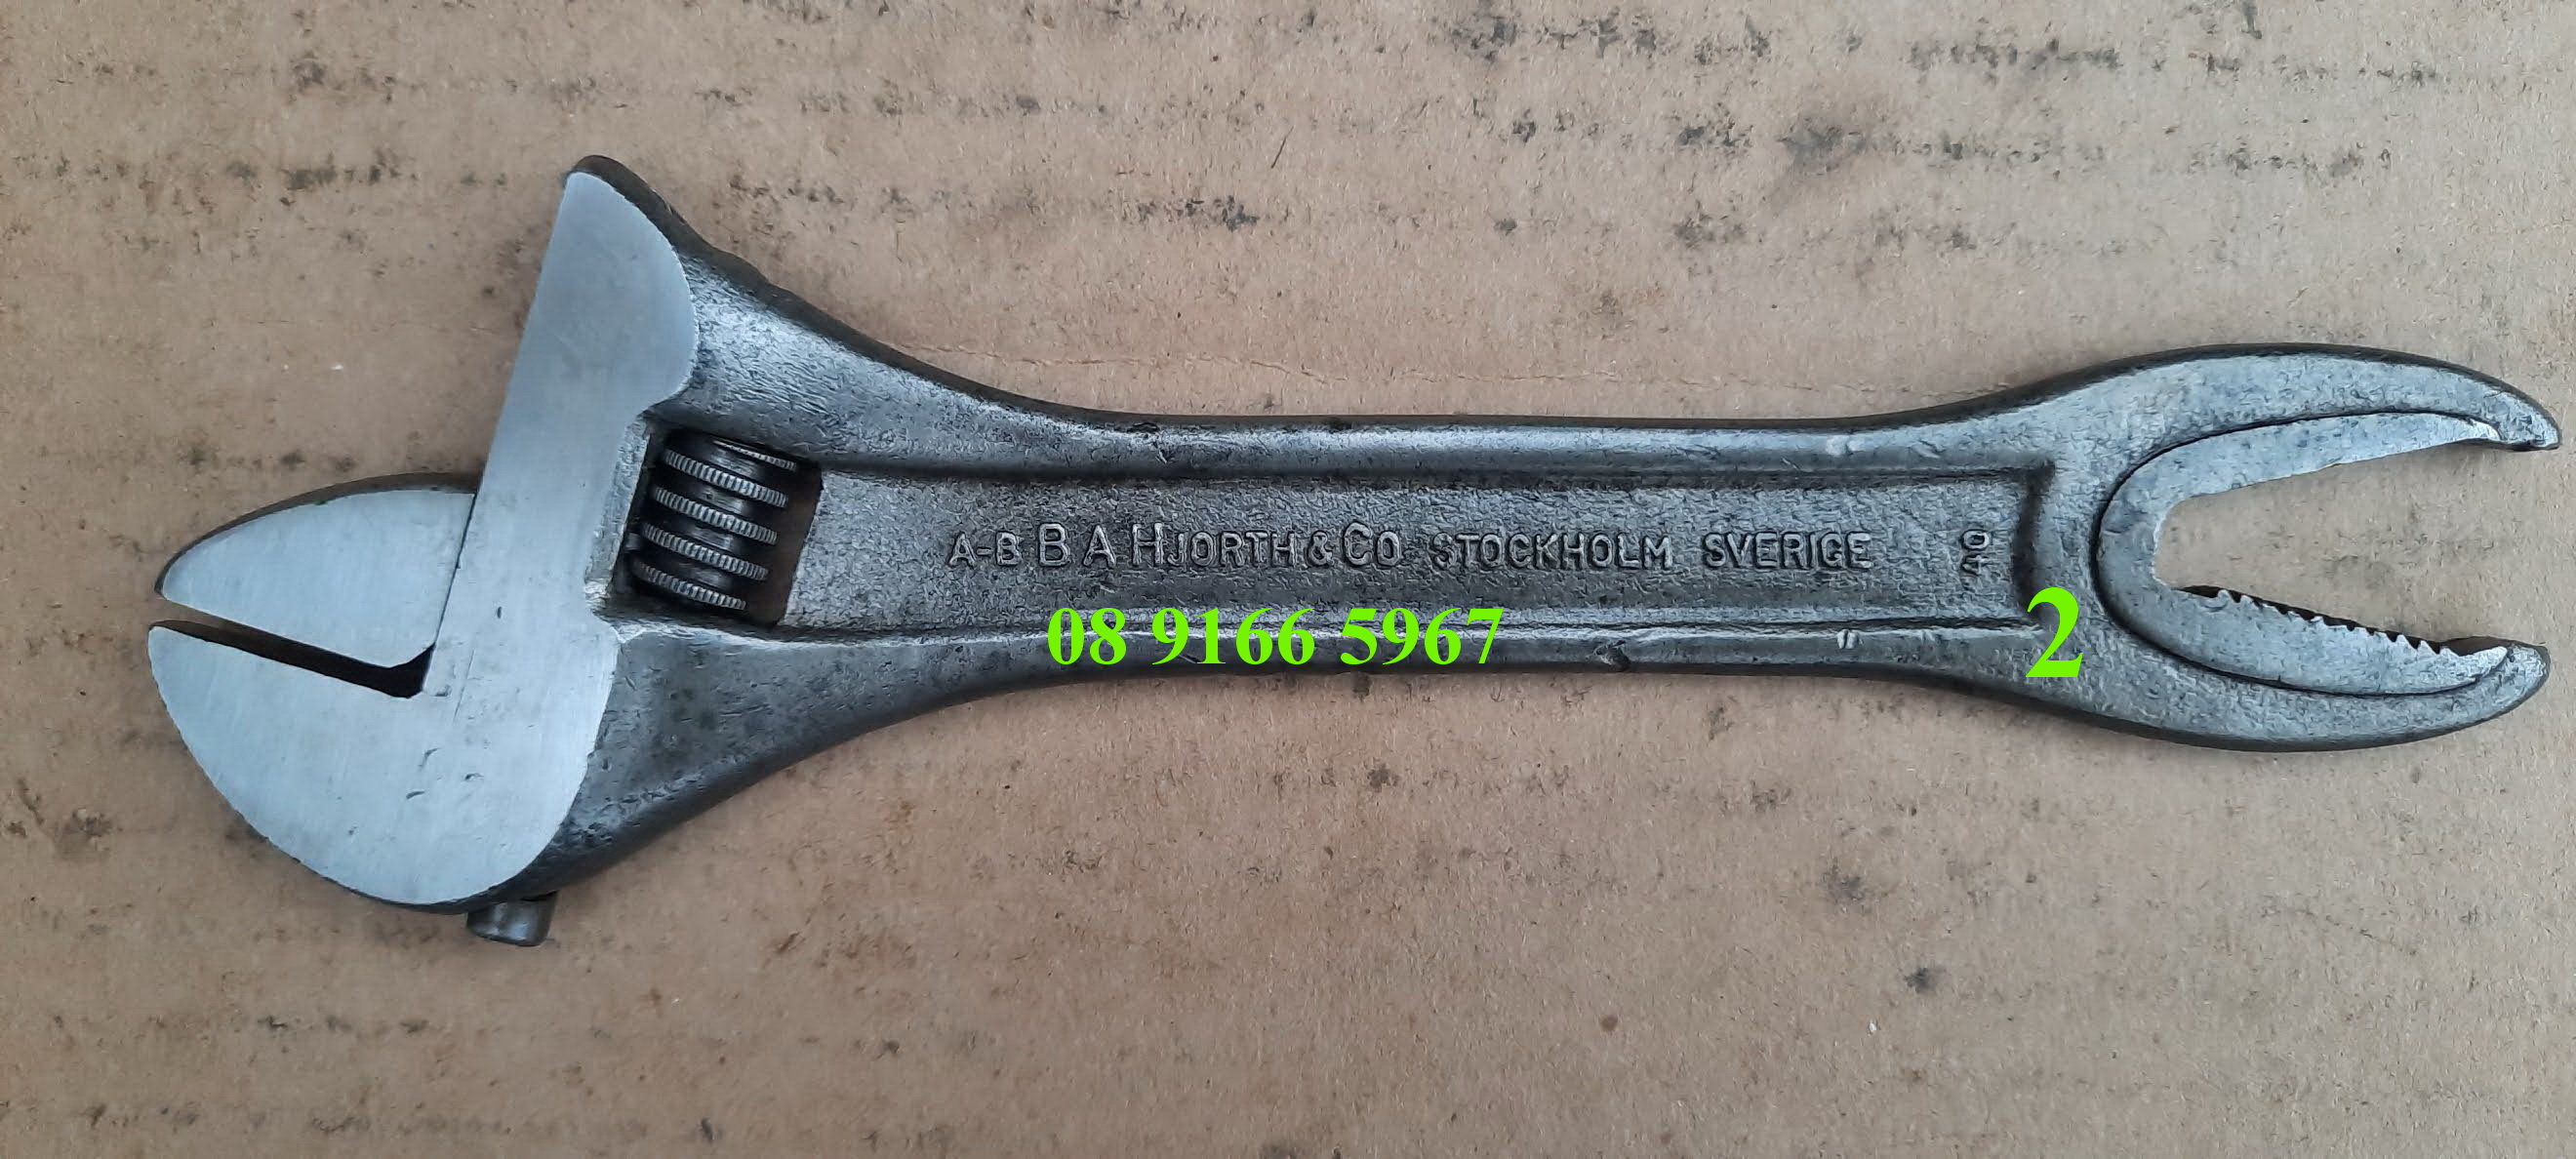 A-B B A HJORTH & CO STOCKHOLM SVERIGE 40
08 9166 5967
2